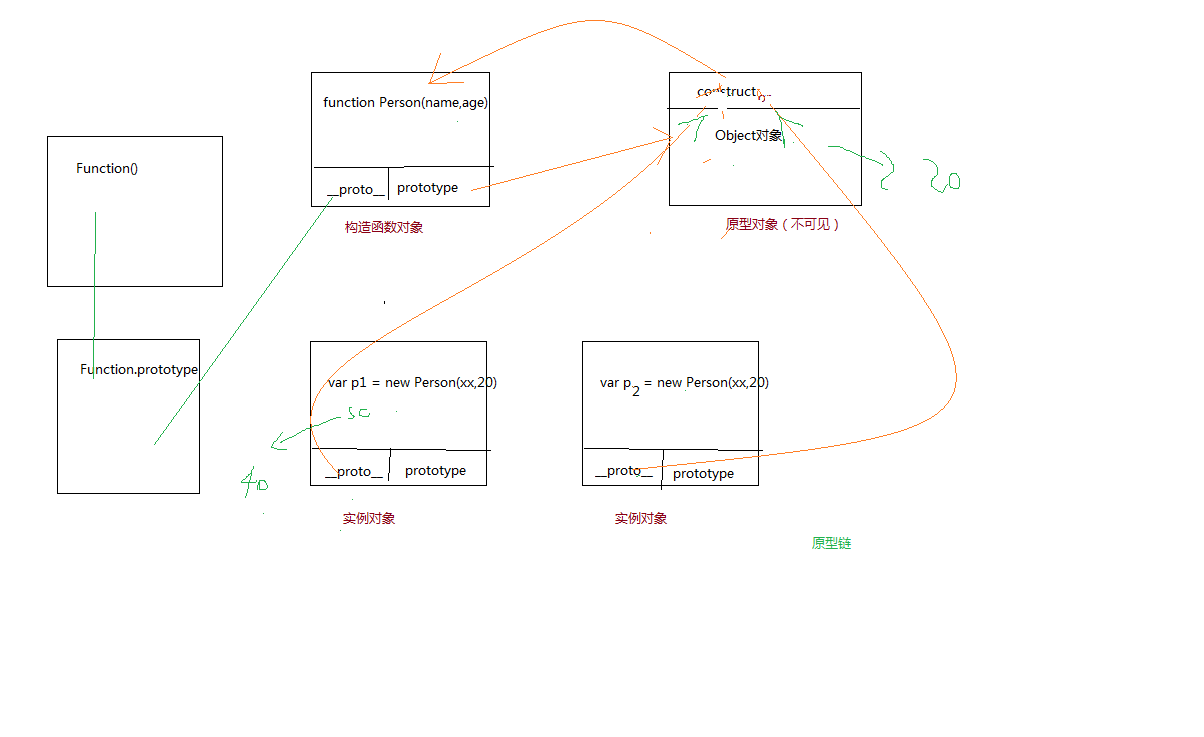 function Person(name,age)
constructor
Object对象
Function()
__proto__
prototype
构造函数对象
原型对象（不可见）
20
Function.prototype
var p1 = new Person(xx,20)
var p2 = new Person(xx,20)
40
__proto__
prototype
__proto__
prototype
实例对象
实例对象
原型链